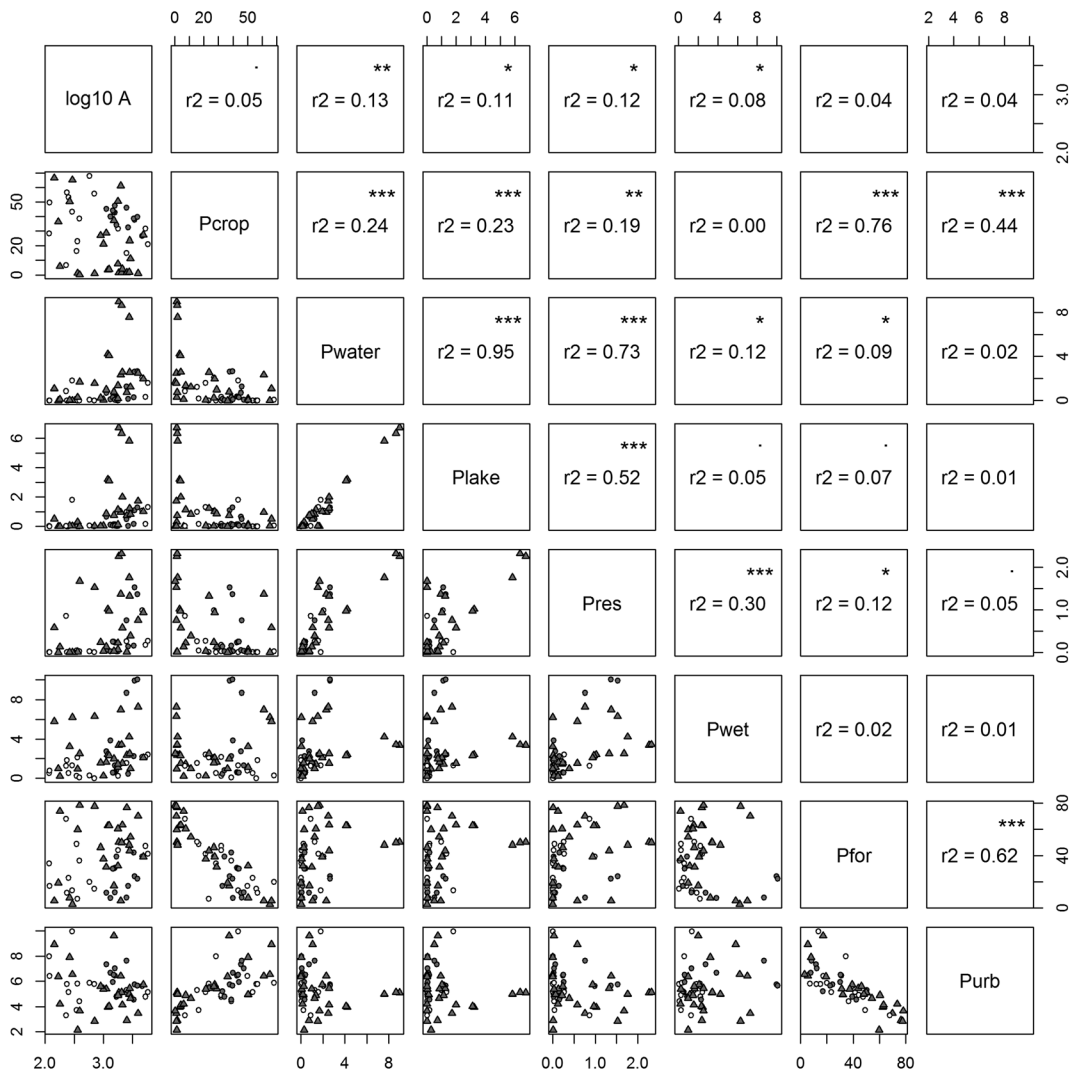 0 20 50 0 2 4 6 0 4 8 2 4 6 8
. ** * * *
log10 A r2 = 0.05 r2 = 0.13 r2 = 0.11 r2 = 0.12 r2 = 0.08 r2 = 0.04 r2 = 0.04
2.0 3.0
*** *** ** *** ***
0 20 50 Pcrop r2 = 0.24 r2 = 0.23 r2 = 0.19 r2 = 0.00 r2 = 0.76 r2 = 0.44
*** *** * *
Pwater r2 = 0.95 r2 = 0.73 r2 = 0.12 r2 = 0.09 r2 = 0.02
0 4 8
*** . .
0 2 4 6 Plake r2 = 0.52 r2 = 0.05 r2 = 0.07 r2 = 0.01
*** * .
Pres r2 = 0.30 r2 = 0.12 r2 = 0.05
0.0 1.0 2.0
0 4 8 Pwet r2 = 0.02 r2 = 0.01
***
Pfor r2 = 0.62
0 40 80
2 4 6 8 Purb
2.0 3.0 0 4 8 0.0 1.0 2.0 0 40 80